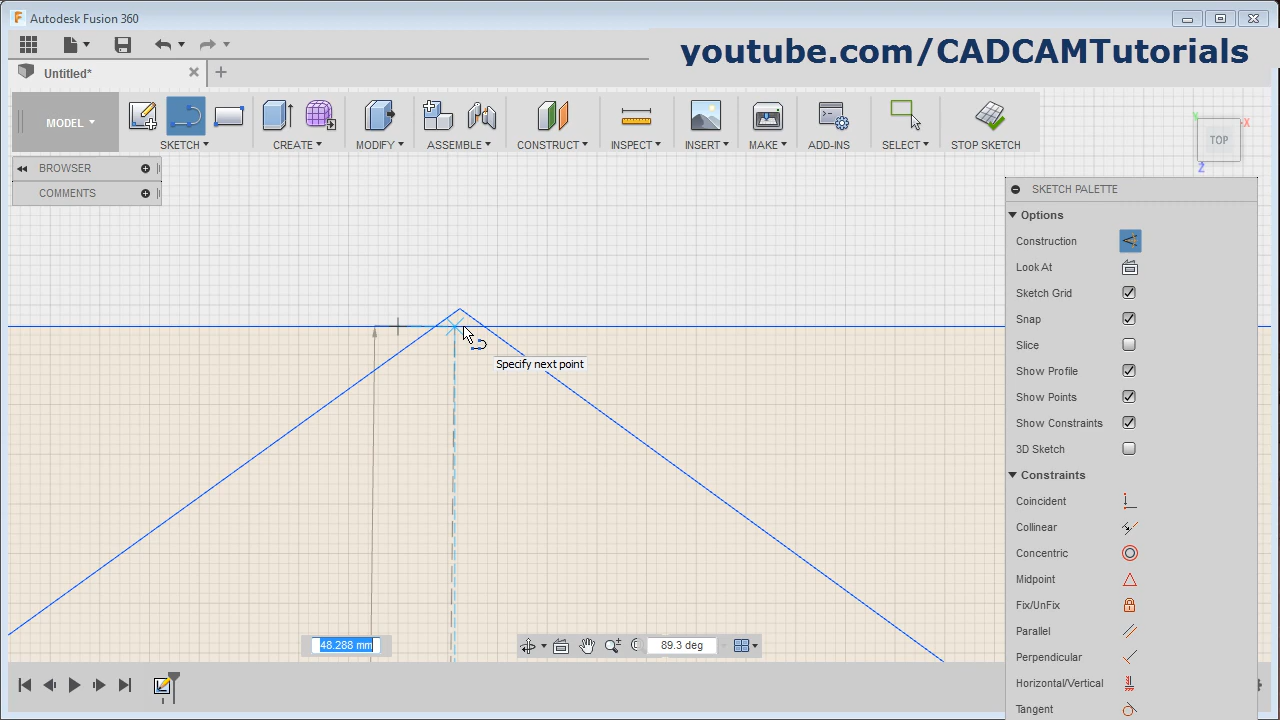 Autodesk Fusion 360
youtube.com/CADCAMTutorials
Untitled*
MODEL
SKETCH
CREATE
MODIFY
ASSEMBLE
CONSTRUCT
INSPECT
INSERT
MAKE
ADD-INS
SELECT
STOP SKETCH
TOP
Y
X
Z
BROWSER
COMMENTS
SKETCH PALETTE
Options
Construction
Look At
Sketch Grid
Snap
Slice
Show Profile
Show Points
Show Constraints
3D Sketch
Constraints
Coincident
Collinear
Concentric
Midpoint
Fix/UnFix
Parallel
Perpendicular
Horizontal/Vertical
Tangent
Specify next point
48.288 mm
89.3 deg